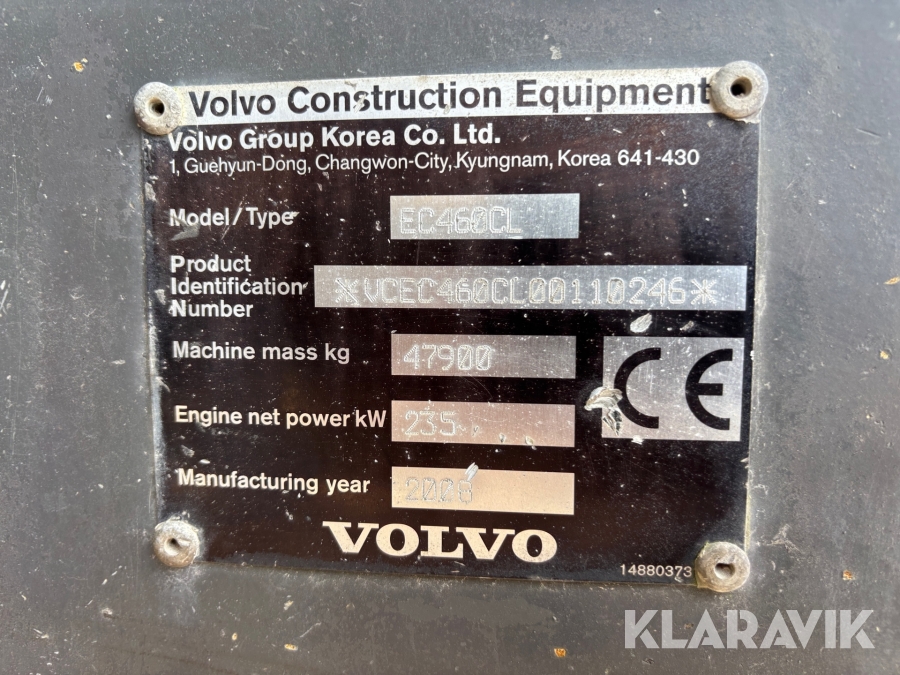 Volvo Construction Equipment
Volvo Group Korea Co. Ltd.
1, Guehyun-Dong, Changwon-City, Kyungnam, Korea 641-430
Model/Type EC460CL
Product
Identification *VCEC460CL00110246*
Number
Machine mass kg 47900
CE
Engine net power kW 235
Manufacturing year
VOLVO
14880373
KLARAVIK